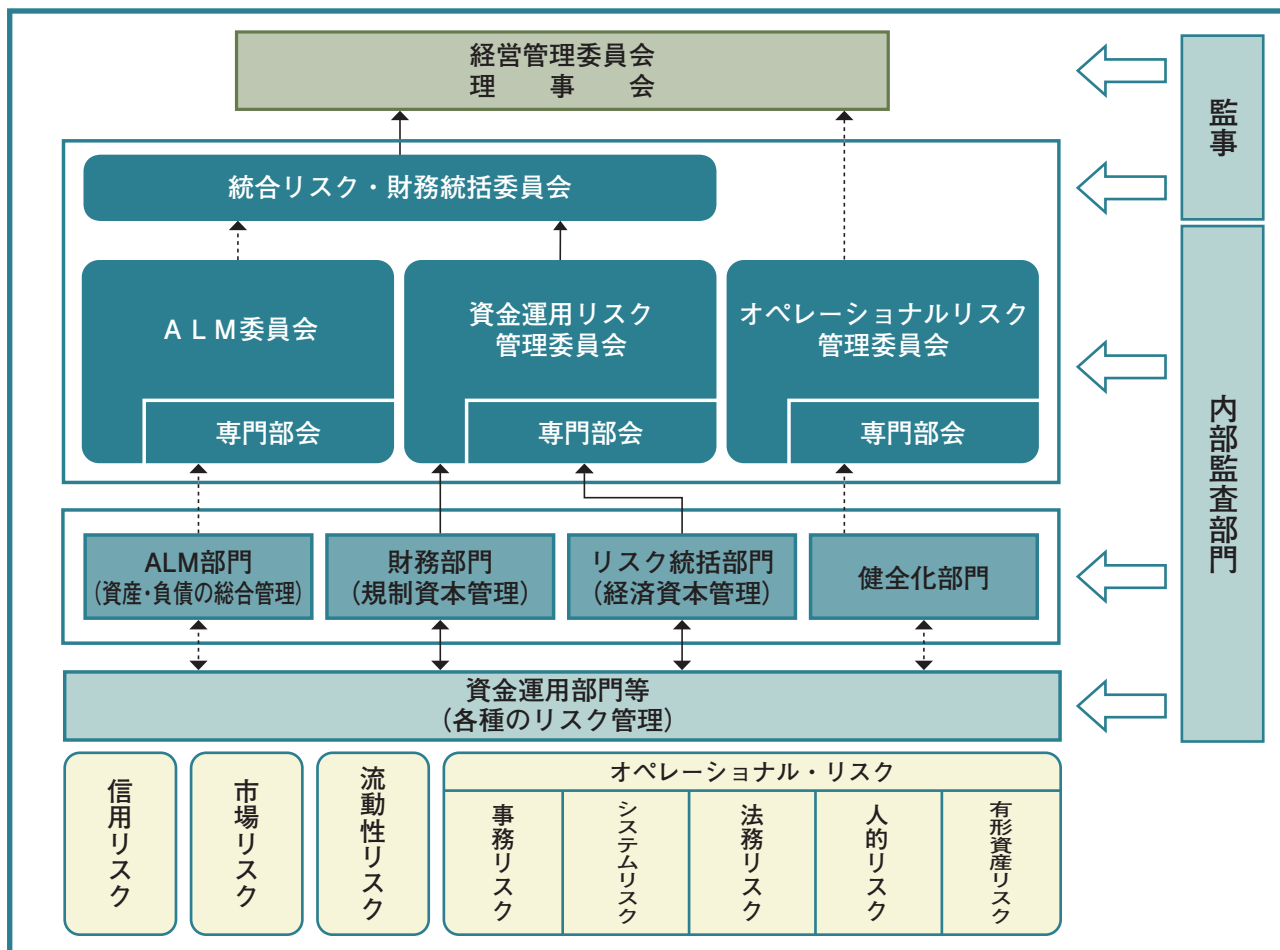 経営管理委員会
理事会
監事
統合リスク・財務統括委員会
ALM委員会
資金運用リスク
管理委員会
オペレーショナルリスク
管理委員会
専門部会
専門部会
専門部会
内部監査部門
ALM部門
(資産・負債の総合管理)
財務部門
(規制資本管理)
リスク統括部門
(経済資本管理)
健全化部門
資金運用部門等
(各種のリスク管理)
信用リスク
市場リスク
流動性リスク
オペレーショナル・リスク
事務リスク
システムリスク
法務リスク
人的リスク
有形資産リスク